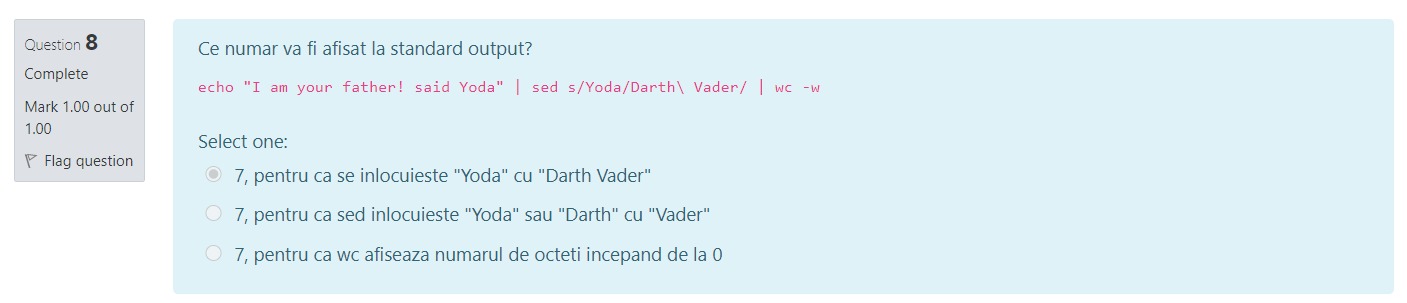 Question 8
Complete
Mark 1.00 out of
1.00
Flag question
Ce numar va fi afisat la standard output?
echo "I am your father! said Yoda" | sed s/Yoda/Darth\ Vader/ | wc -w
Select one:
7, pentru ca se inlocuieste "Yoda" cu "Darth Vader"
7, pentru ca sed inlocuieste "Yoda" sau "Darth" cu "Vader"
7, pentru ca wc afiseaza numarul de octeti incepand de la 0